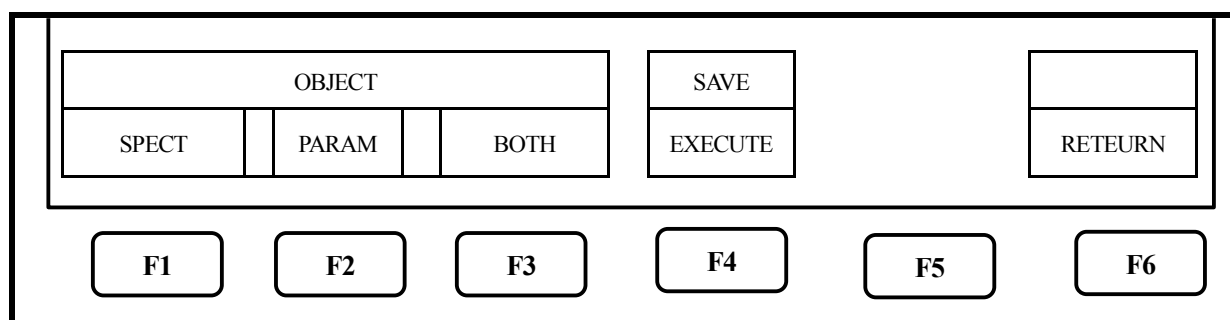 OBJECT SAVE
SPECT PARAM BOTH EXECUTE RETEURN
F1 F2 F3 F4 F5 F6